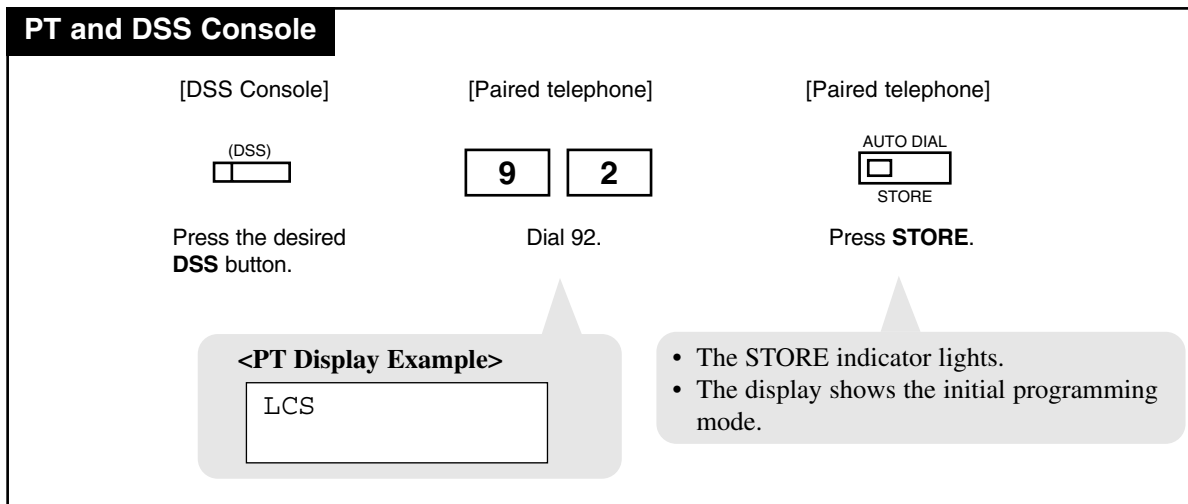 PT and DSS Console
[DSS Console]
[Paired telephone]
[Paired telephone]
(DSS)
9 2
AUTO DIAL
STORE
Press the desired
DSS button.
Dial 92.
Press STORE.
<PT Display Example>
LCS
• The STORE indicator lights.
• The display shows the initial programming
mode.